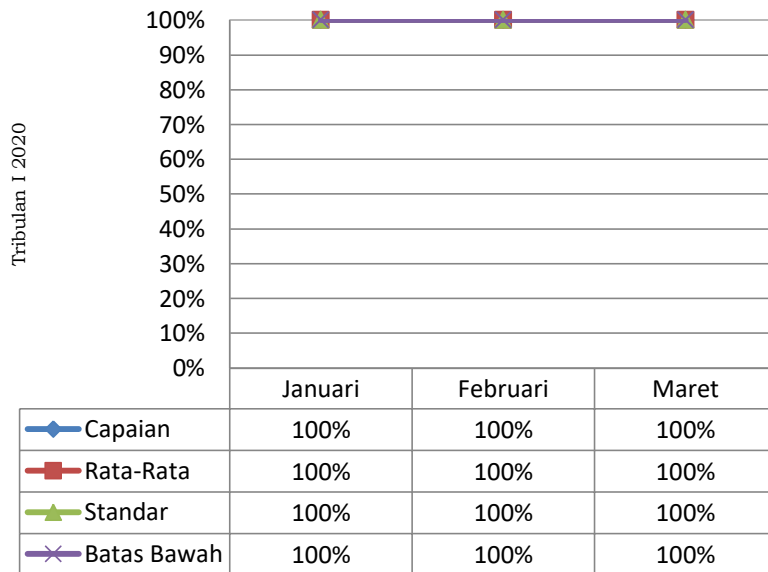 Tribulan I 2020
100%
90%
80%
70%
60%
50%
40%
30%
20%
10%
0%
Januari Februari Maret
Capaian 100% 100% 100%
Rata-Rata 100% 100% 100%
Standar 100% 100% 100%
Batas Bawah 100% 100% 100%